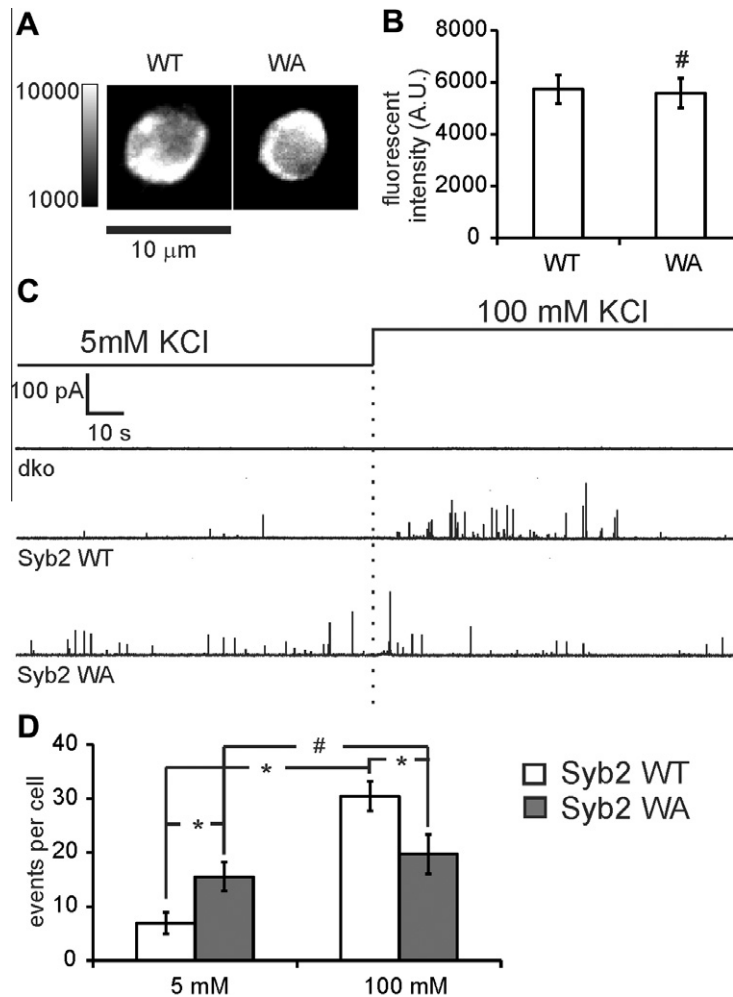 A
WT
WA
10000
1000
10 μm
B
fluorescent
intensity (A.U.)
8000
6000
4000
2000
0
#
WT
WA
C
5mM KCl
100 mM KCl
100 pA
10 s
dko
Syb2 WT
Syb2 WA
D
events per cell
40
30
20
10
0
*
*
#
*
5 mM
100 mM
Syb2 WT
Syb2 WA